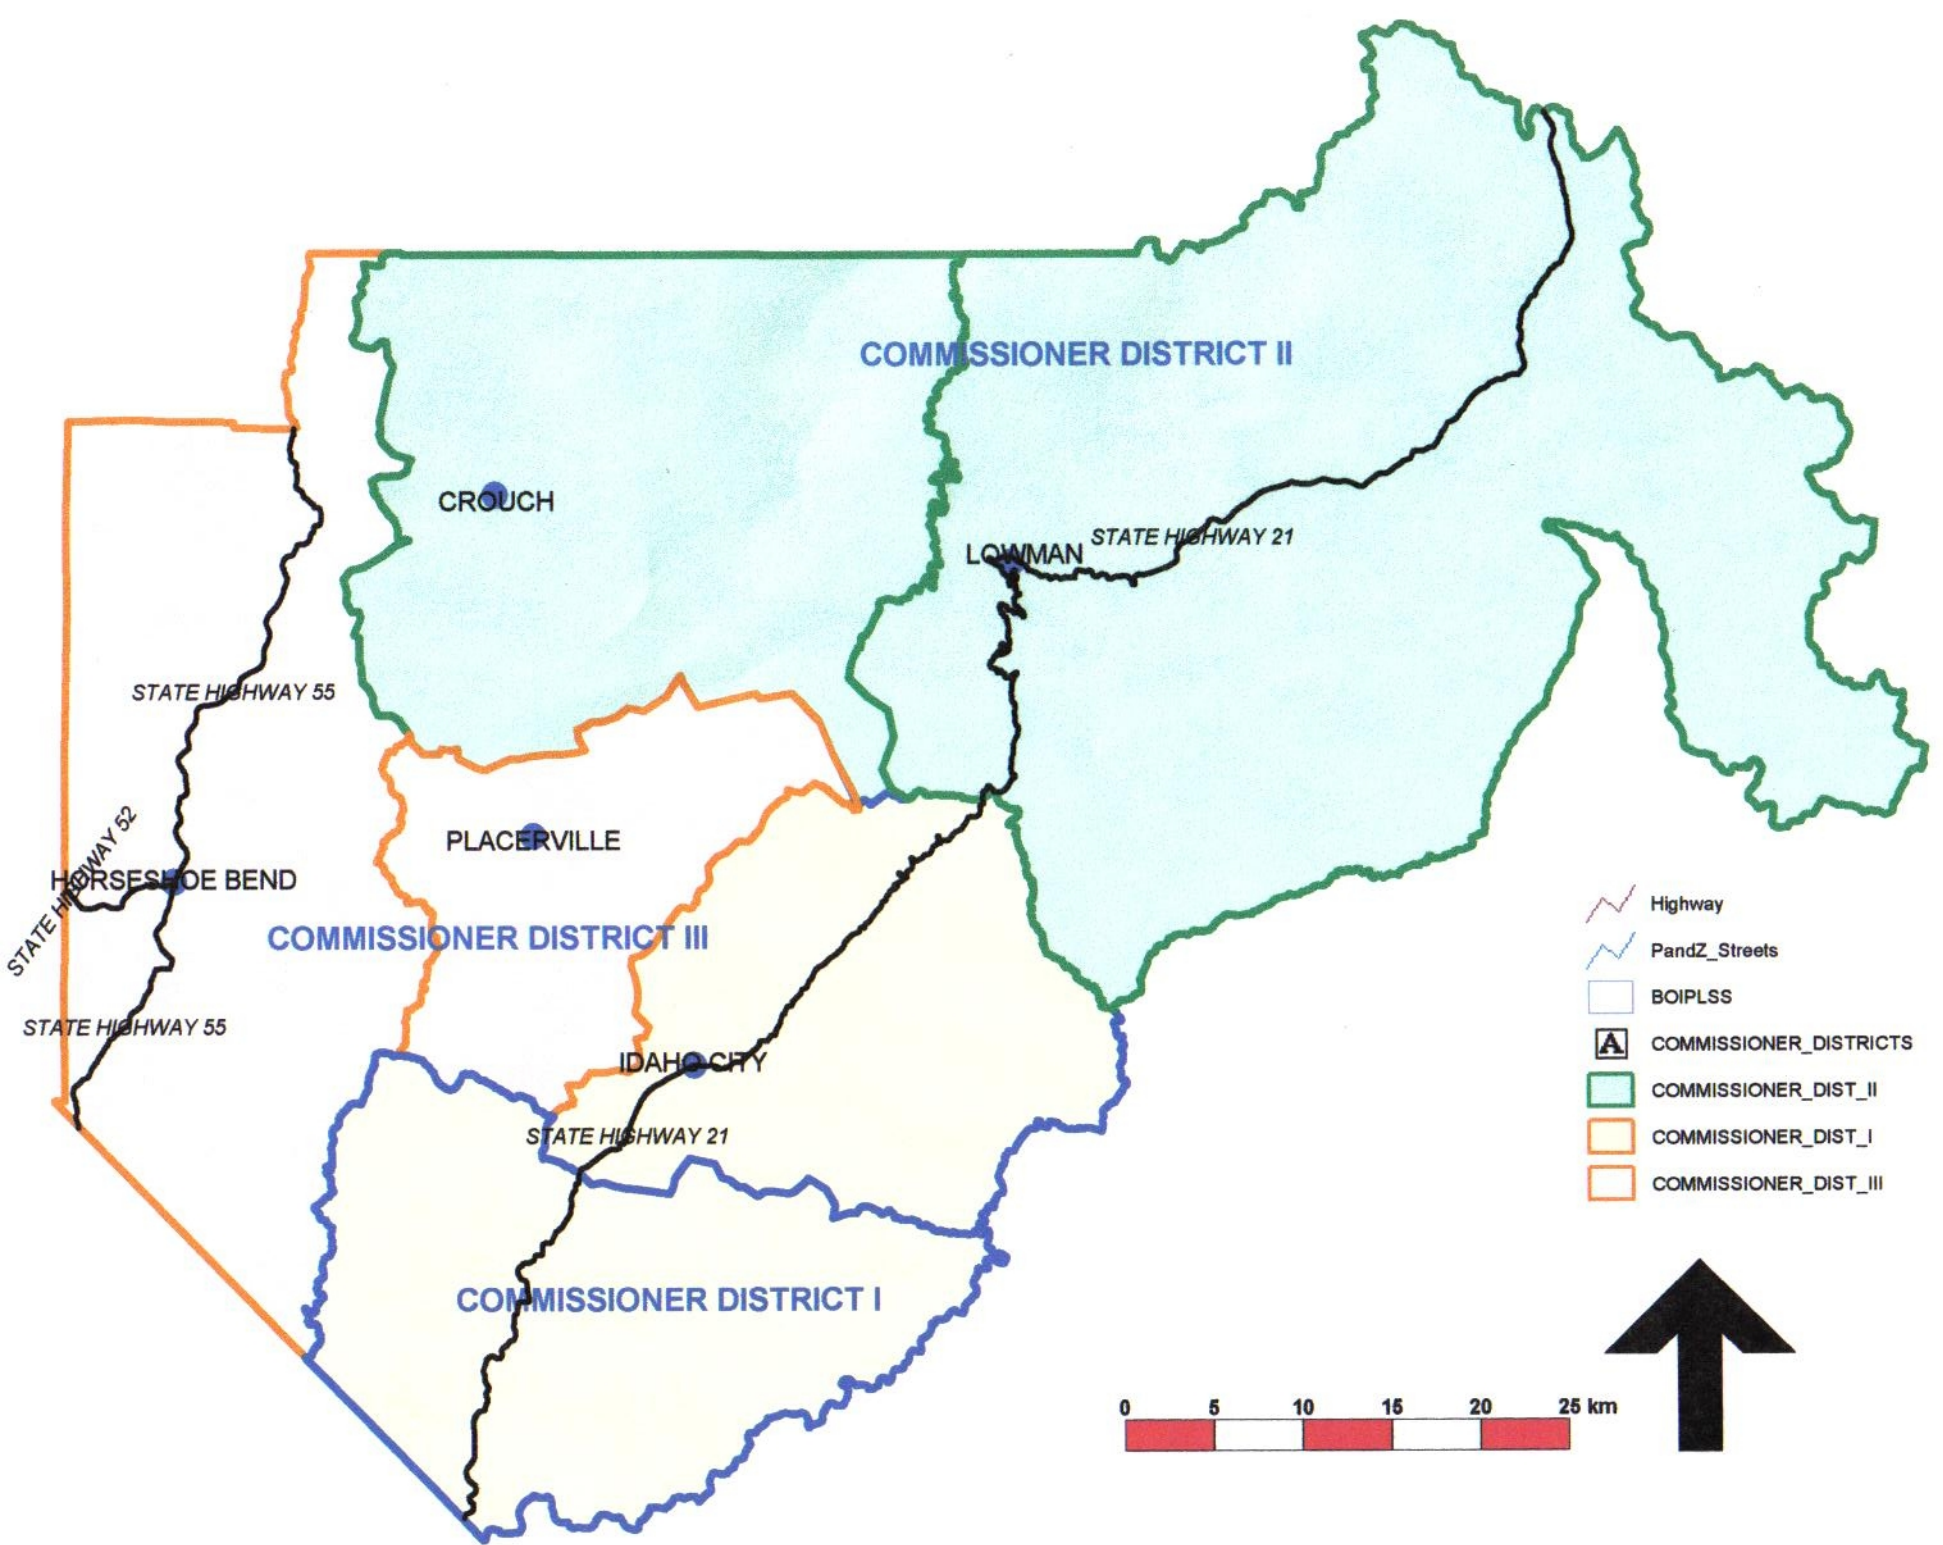 COMMISSIONER DISTRICT II
CROUCH
STATE HIGHWAY 21
LOWMAN
STATE HIGHWAY 55
STATE HIGHWAY 52
PLACERVILLE
HORSESHOE BEND
COMMISSIONER DISTRICT III
STATE HIGHWAY 55
IDAHO CITY
STATE HIGHWAY 21
COMMISSIONER DISTRICT I
Highway
PandZ_Streets
BOIPLSS
A COMMISSIONER_DISTRICTS
COMMISSIONER_DIST_II
COMMISSIONER_DIST_I
COMMISSIONER_DIST_III
0 5 10 15 20 25 km